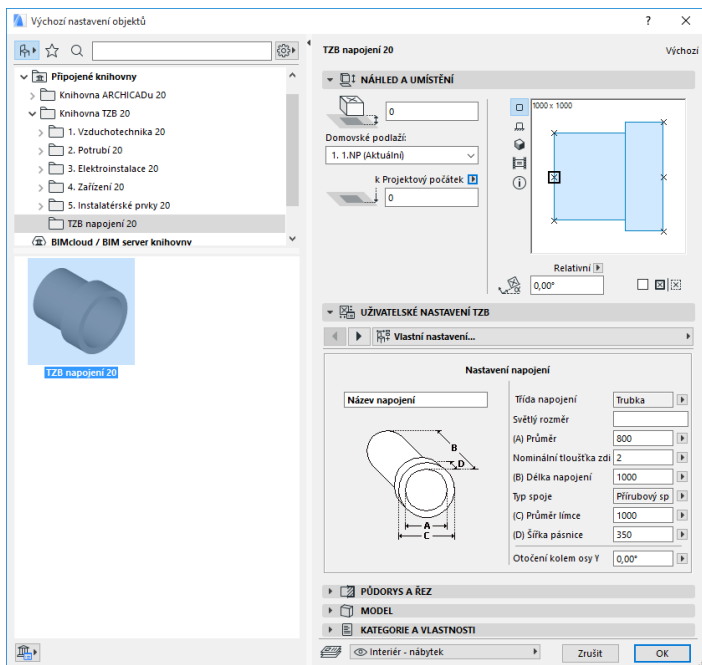 Výchozí nastavení objektů
?
Připojené knihovny
Knihovna ARCHICADu 20
Knihovna TZB 20
1. Vzduchotechnika 20
2. Potrubí 20
3. Elektroinstalace 20
4. Zařízení 20
5. Instalatérské prvky 20
TZB napojení 20
BIMcloud / BIM server knihovny
TZB napojení 20
TZB napojení 20
Výchozí
NÁHLED A UMÍSTĚNÍ
0
Domovské podlaží:
1. 1.NP (Aktuální)
k Projektový počátek
0
1000 x 1000
Relativní
0,00°
UŽIVATELSKÉ NASTAVENÍ TZB
Vlastní nastavení...
Nastavení napojení
Název napojení
B
D
A
C
Třída napojení Trubka
Světlý rozměr
(A) Průměr 800
Nominální tloušťka zdi 2
(B) Délka napojení 1000
Typ spoje Přírubový sp
(C) Průměr límce 1000
(D) Šířka pásnice 350
Otočení kolem osy Y 0,00°
PŮDORYS A ŘEZ
MODEL
KATEGORIE A VLASTNOSTI
Interiér - nábytek
Zrušit
OK